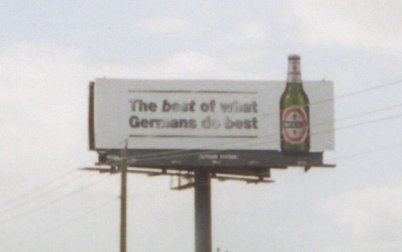 The best of what
Germans do best